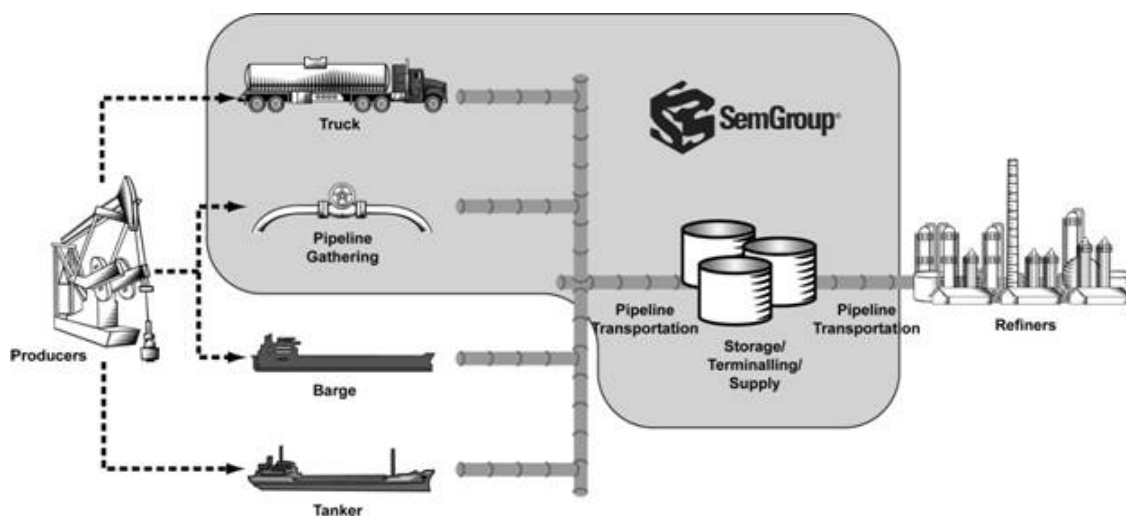 Truck
SemGroup®
Pipeline
Gathering
Producers
Pipeline
Transportation
Storage/
Terminalling/
Supply
Pipeline
Transportation
Refiners
Barge
Tanker